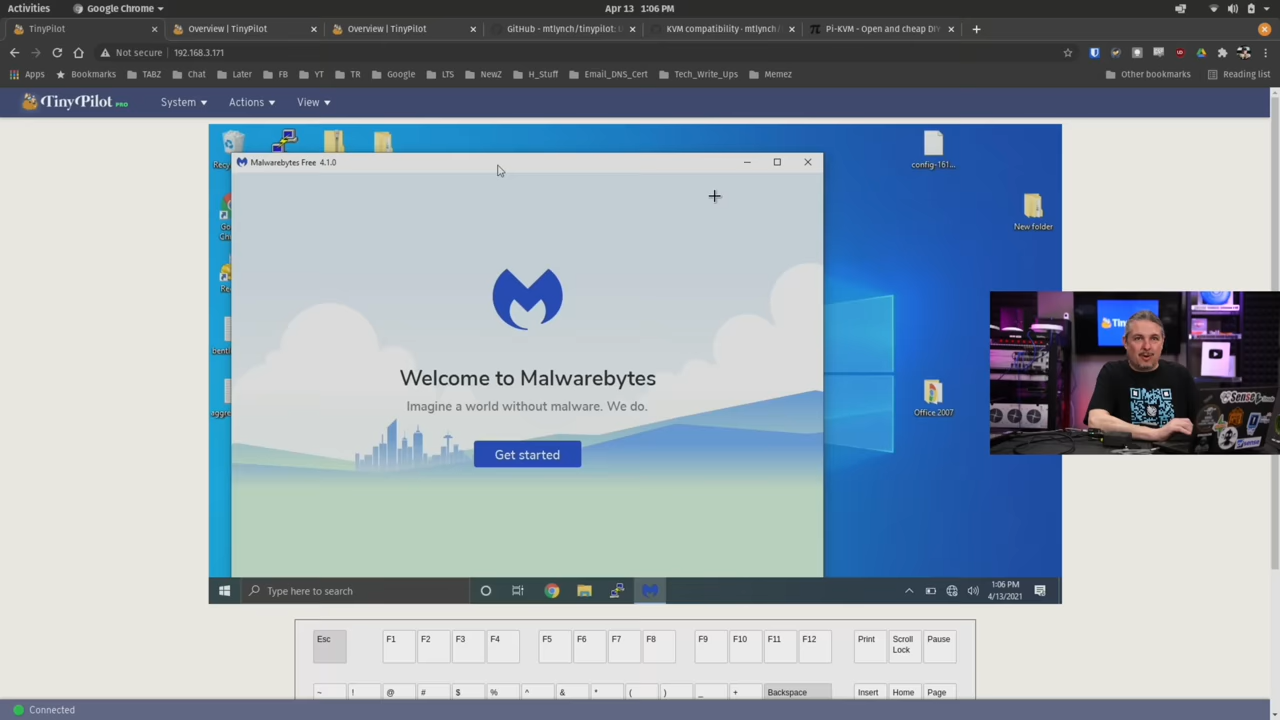 Activities Google Chrome Apr 13 1:06 PM
TinyPilot Overview | TinyPilot Overview | TinyPilot GitHub - mtlynch/tinypilot: KVM compatibility - mtlynch/ Pi-KVM - Open and cheap DIY
Not secure 192.168.3.171
Apps Bookmarks TABZ Chat Later FB YT TR Google LTS NewZ H_Stuff Email_DNS_Cert Tech_Write_Ups Memez Other bookmarks Reading list
TinyPilot PRO System Actions View
Malwarebytes Free 4.1.0
config-161...
New folder
Welcome to Malwarebytes
Imagine a world without malware. We do.
Office 2007
Get started
Type here to search
1:06 PM
4/13/2021
Esc F1 F2 F3 F4 F5 F6 F7 F8 F9 F10 F11 F12 Print Scroll Lock Pause
~ ! @ # $ % ^ & * ( ) _ + Backspace Insert Home Page
Connected